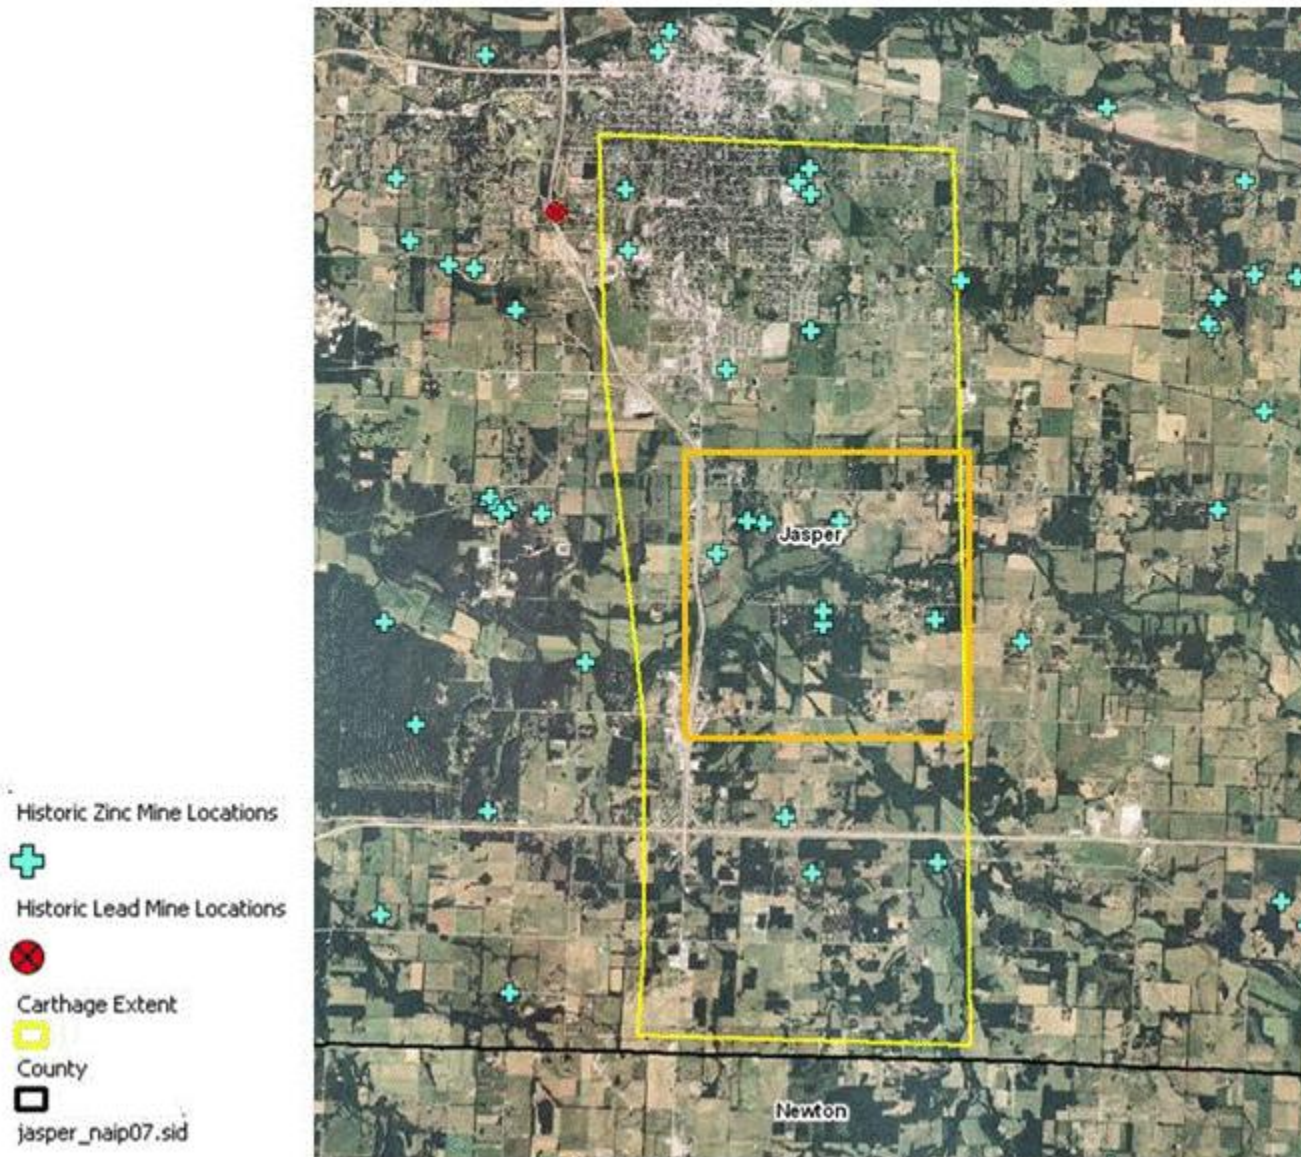 Historic Zinc Mine Locations
Historic Lead Mine Locations
Carthage Extent
County
jasper_naip07.sid
Jasper
Newton